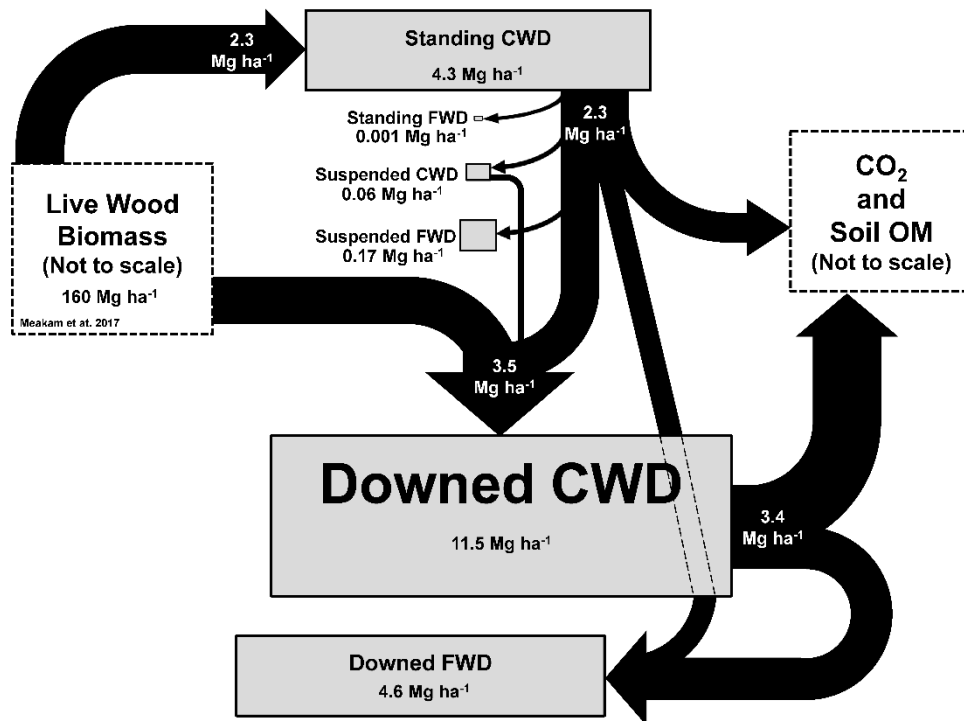 2.3
Mg ha⁻¹
Standing CWD
4.3 Mg ha⁻¹
Standing FWD
0.001 Mg ha⁻¹
2.3
Mg ha⁻¹
Suspended CWD
0.06 Mg ha⁻¹
Suspended FWD
0.17 Mg ha⁻¹
Live Wood
Biomass
(Not to scale)
160 Mg ha⁻¹
Meakam et at. 2017
CO₂
and
Soil OM
(Not to scale)
3.5
Mg ha⁻¹
Downed CWD
11.5 Mg ha⁻¹
3.4
Mg ha⁻¹
Downed FWD
4.6 Mg ha⁻¹